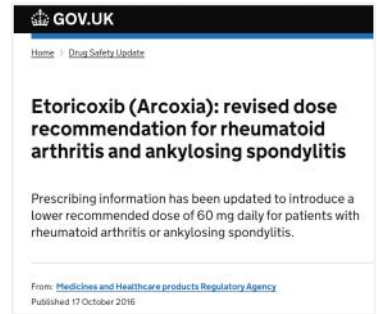 GOV.UK
Home > Drug Safety Update
Etoricoxib (Arcoxia): revised dose
recommendation for rheumatoid
arthritis and ankylosing spondylitis
Prescribing information has been updated to introduce a
lower recommended dose of 60 mg daily for patients with
rheumatoid arthritis or ankylosing spondylitis.
From: Medicines and Healthcare products Regulatory Agency
Published 17 October 2016